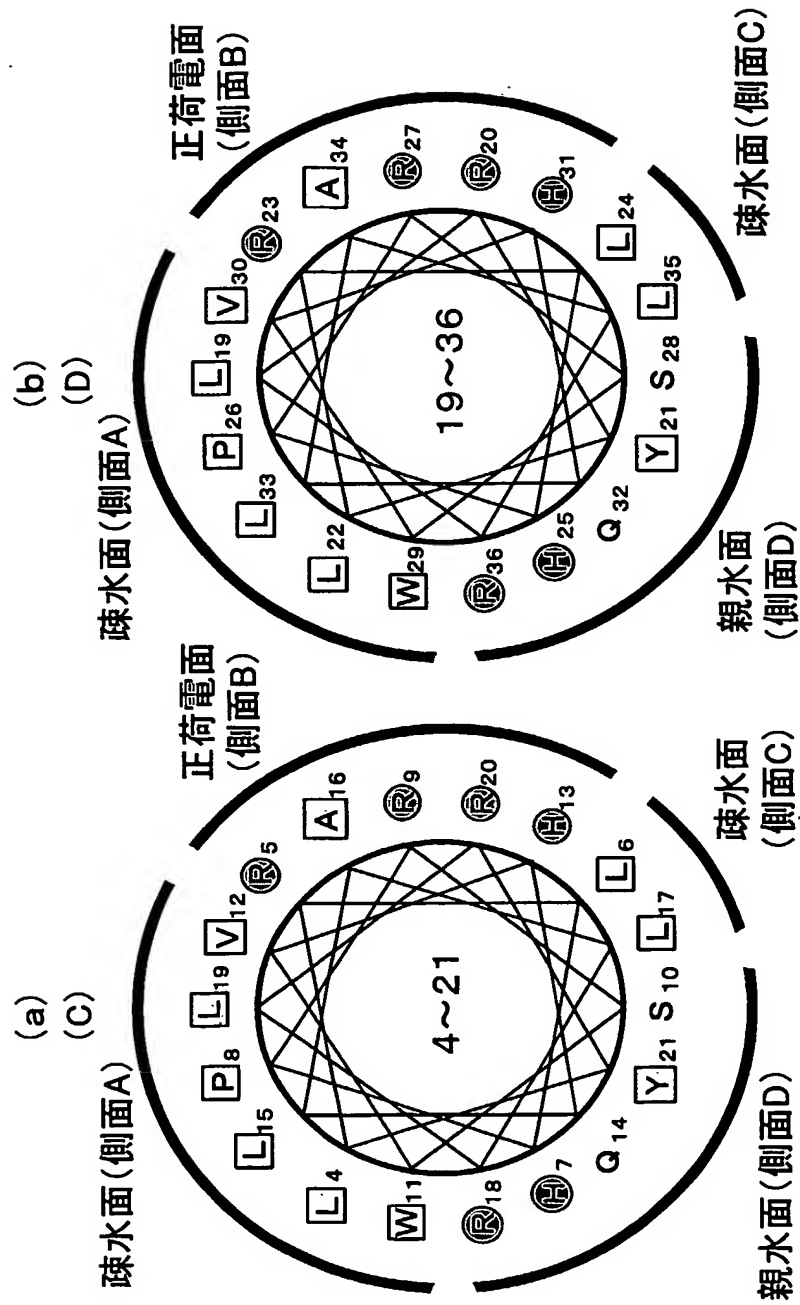 (a)
(C)
疎水面(側面A)
正荷電面
(側面B)
L19
V12
R5
A16
R9
R20
H13
L6
L17
S10
Y21
Q14
H7
R18
W11
L4
L15
P8
4~21
疎水面
(側面C)
親水面(側面D)
(b)
(D)
疎水面(側面A)
正荷電面
(側面B)
L19
V30
R23
A34
R27
R20
H31
L24
L35
S28
Y21
Q32
H25
R36
W29
L22
L33
P26
19~36
疎水面(側面C)
親水面
(側面D)